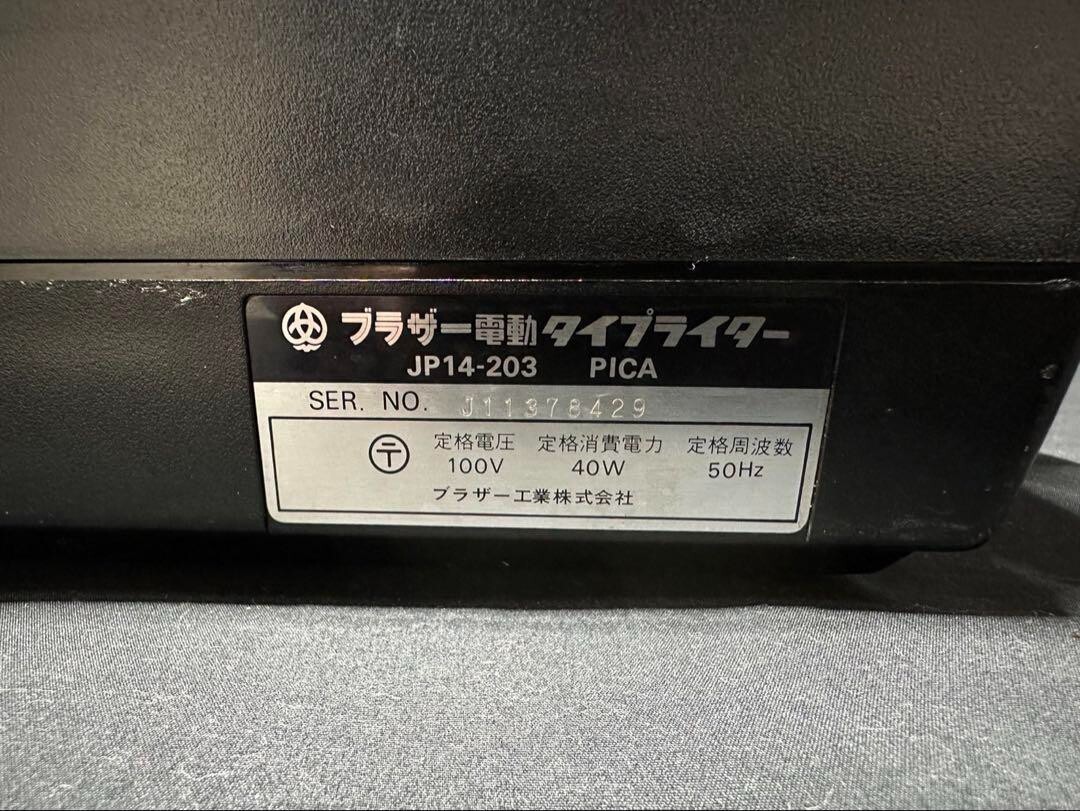 ブラザー電動タイプライター
JP14-203 PICA
SER. NO. J11378429
〒 定格電圧 定格消費電力 定格周波数
100V 40W 50Hz
ブラザー工業株式会社